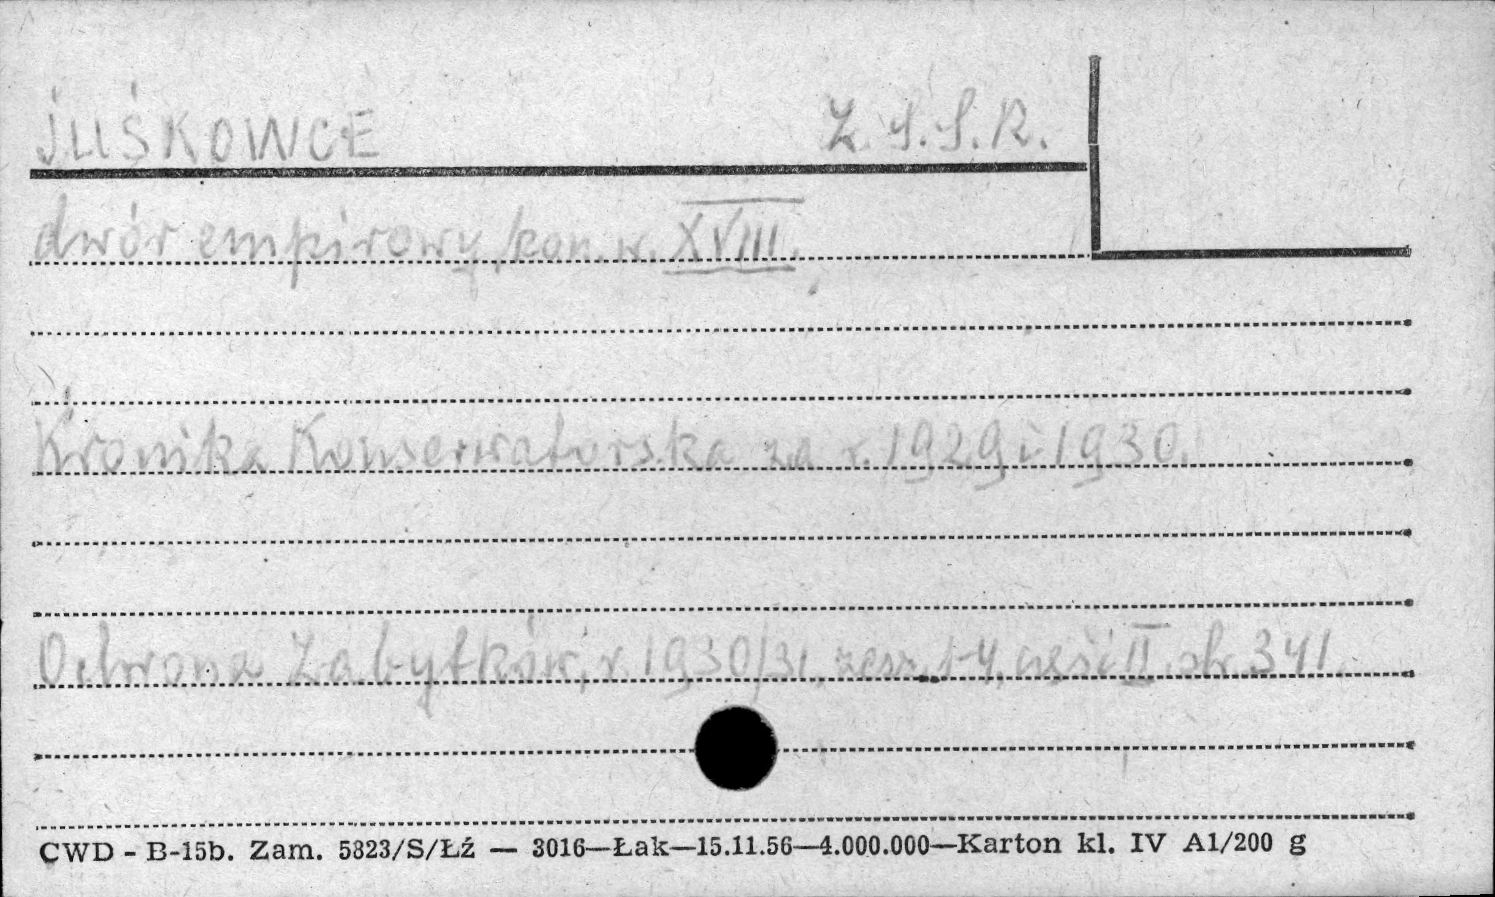 JUŚKOWCE Z.S.S.R.
dwór empirowy, kon. w. XVIII.
Kronika Konserwatorska za r. 1929 i 1930.
Ochrona Zabytków, r. 1930/31, zesz. 1-4, część II. str. 341.
CWD - B-15b. Zam. 5823/S/Łź — 3016—Łak—15.11.56—4.000.000—Karton kl. IV A1/200 g